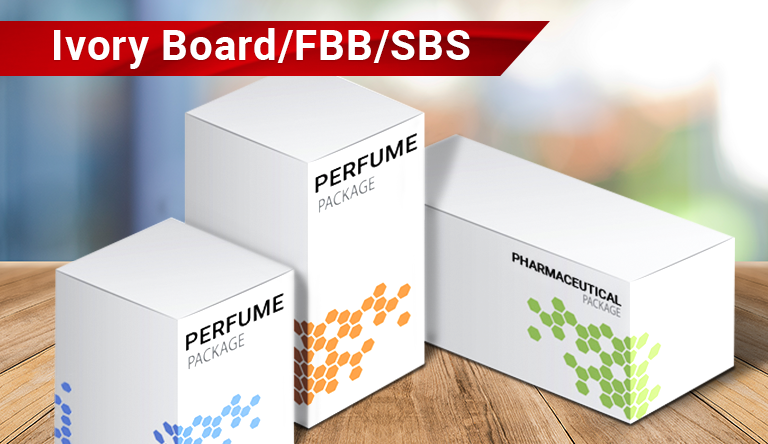 Ivory Board/FBB/SBS
PERFUME
PACKAGE
PERFUME
PACKAGE
PHARMACEUTICAL
PACKAGE